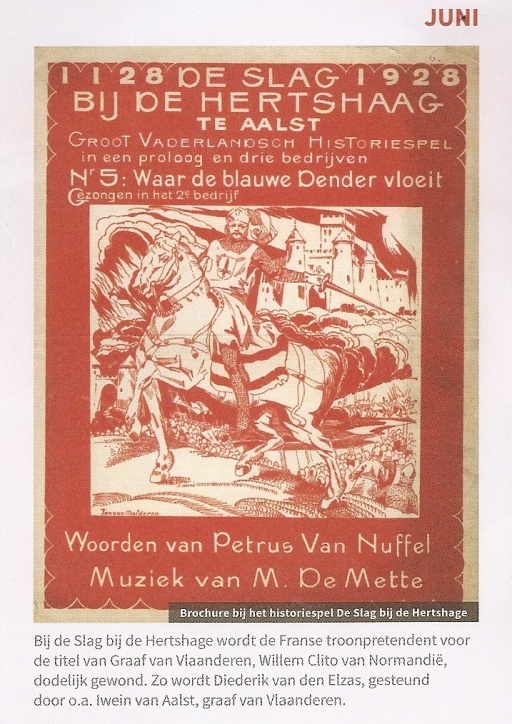 JUNI
1128 DE SLAG 1928
BIJ DE HERTSHAAG
TE AALST
GROOT VADERLANDSCH HISTORIESPEL
in een proloog en drie bedrijven
Nr 5: Waar de blauwe Dender vloeit
Gezongen in het 2e bedrijf
Jan van Malderen
Woorden van Petrus Van Nuffel
Muziek van M. De Mette
Brochure bij het historiespel De Slag bij de Hertshage
Bij de Slag bij de Hertshage wordt de Franse troonpretendent voor
de titel van Graaf van Vlaanderen, Willem Clito van Normandië,
dodelijk gewond. Zo wordt Diederik van den Elzas, gesteund
door o.a. Iwein van Aalst, graaf van Vlaanderen.